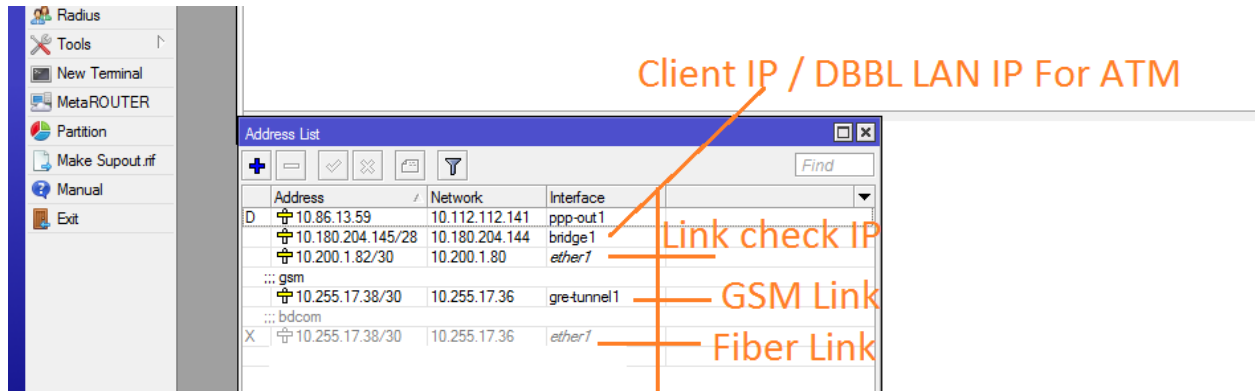 Radius
Tools
New Terminal
MetaROUTER
Partition
Make Supout.rif
Manual
Exit
Client IP / DBBL LAN IP For ATM
Address List
Find
Address Network Interface
D 10.86.13.59 10.112.112.141 ppp-out1
10.180.204.145/28 10.180.204.144 bridge1
Link check IP
10.200.1.82/30 10.200.1.80 ether1
;;; gsm
10.255.17.38/30 10.255.17.36 gre-tunnel1
GSM Link
;;; bdcom
X 10.255.17.38/30 10.255.17.36 ether1
Fiber Link